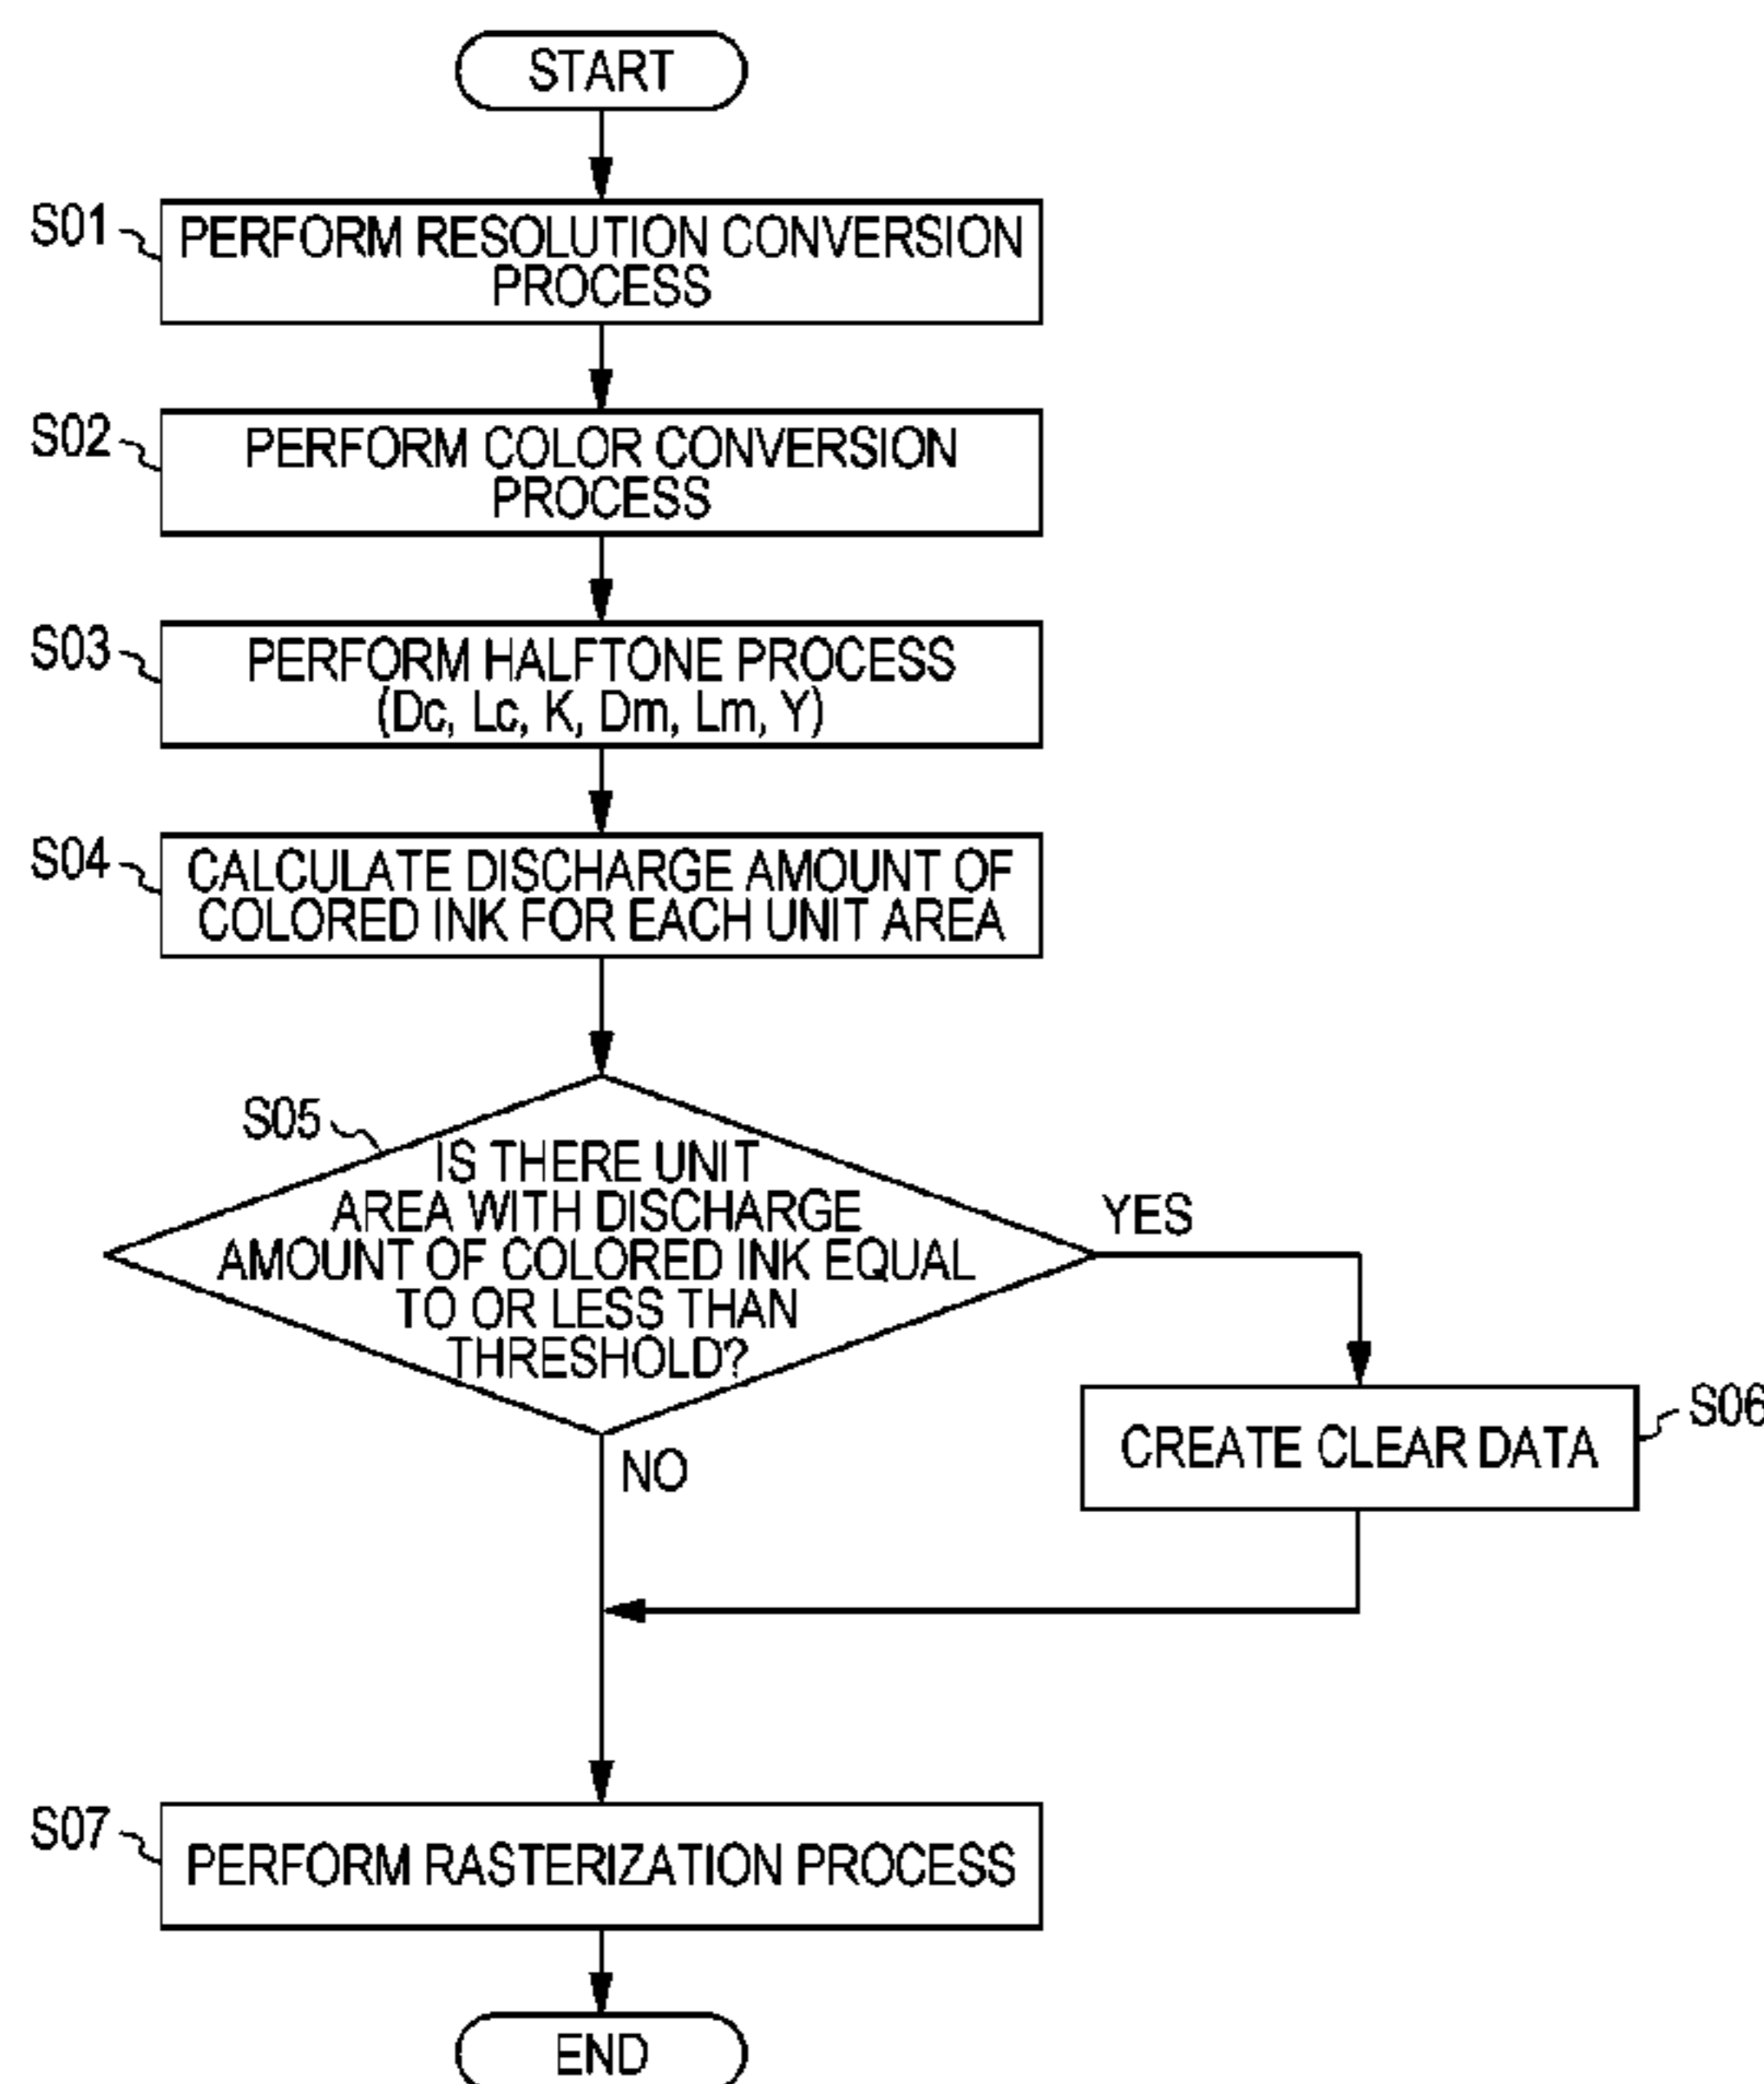 START
S01
PERFORM RESOLUTION CONVERSION
PROCESS
S02
PERFORM COLOR CONVERSION
PROCESS
S03
PERFORM HALFTONE PROCESS
(Dc, Lc, K, Dm, Lm, Y)
S04
CALCULATE DISCHARGE AMOUNT OF
COLORED INK FOR EACH UNIT AREA
S05
IS THERE UNIT
AREA WITH DISCHARGE
AMOUNT OF COLORED INK EQUAL
TO OR LESS THAN
THRESHOLD?
YES
NO
S06
CREATE CLEAR DATA
S07
PERFORM RASTERIZATION PROCESS
END